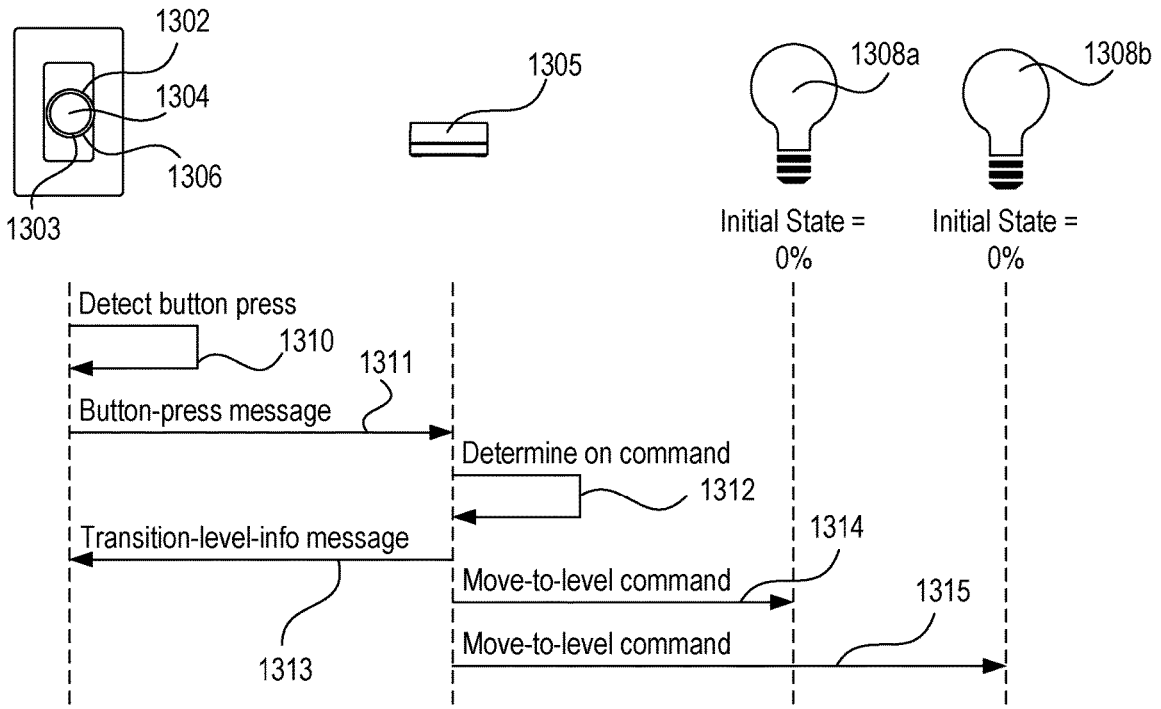 1302
1304
1306
1303
1305
1308a
1308b
Initial State =
0%
Initial State =
0%
Detect button press
1310
1311
Button-press message
Determine on command
1312
Transition-level-info message
1313
1314
Move-to-level command
1315
Move-to-level command